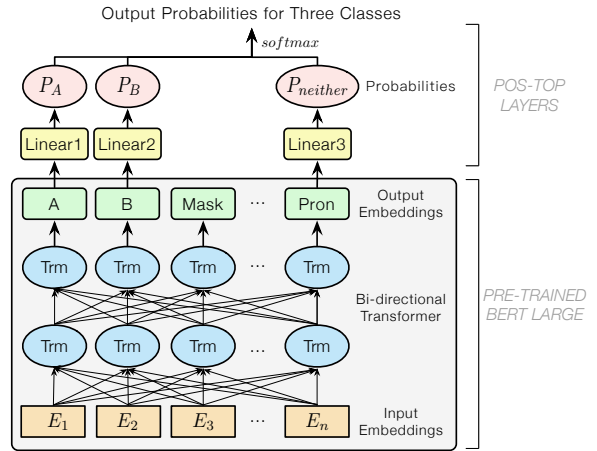 Output Probabilities for Three Classes
softmax
P_A P_B P_neither Probabilities
POS-TOP
LAYERS
Linear1 Linear2 Linear3
A B Mask ... Pron
Output
Embeddings
Trm Trm Trm ... Trm
Bi-directional
Transformer
PRE-TRAINED
BERT LARGE
Trm Trm Trm ... Trm
E_1 E_2 E_3 ... E_n
Input
Embeddings